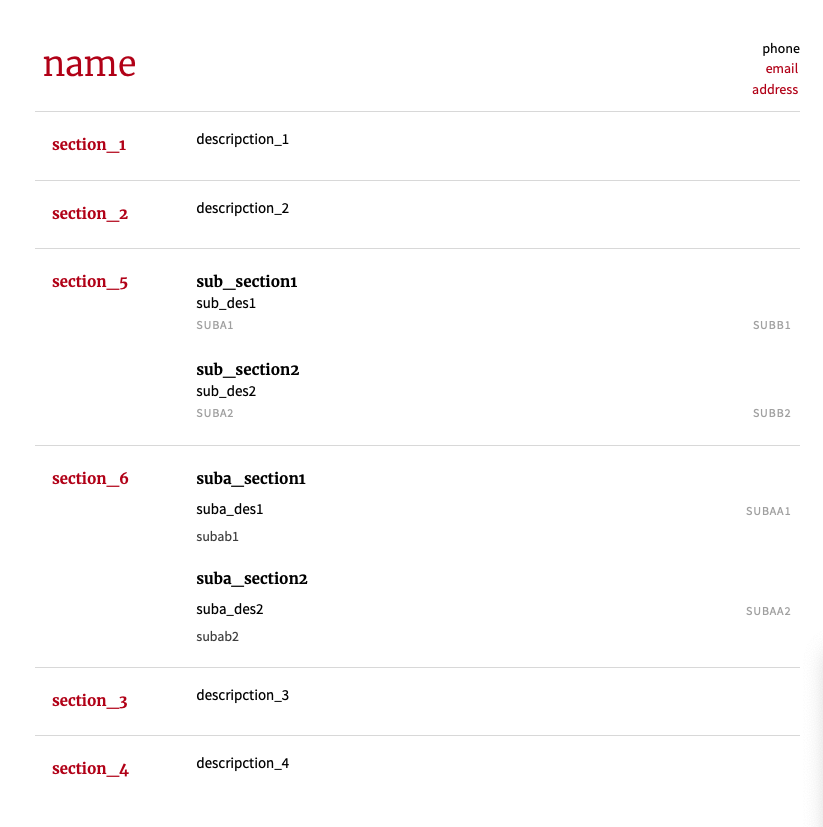 name
phone
email
address
section_1
descripction_1
section_2
descripction_2
section_5
sub_section1
sub_des1
SUBA1 SUBB1
sub_section2
sub_des2
SUBA2 SUBB2
section_6
suba_section1
suba_des1 SUBAA1
subab1
suba_section2
suba_des2 SUBAA2
subab2
section_3
descripction_3
section_4
descripction_4